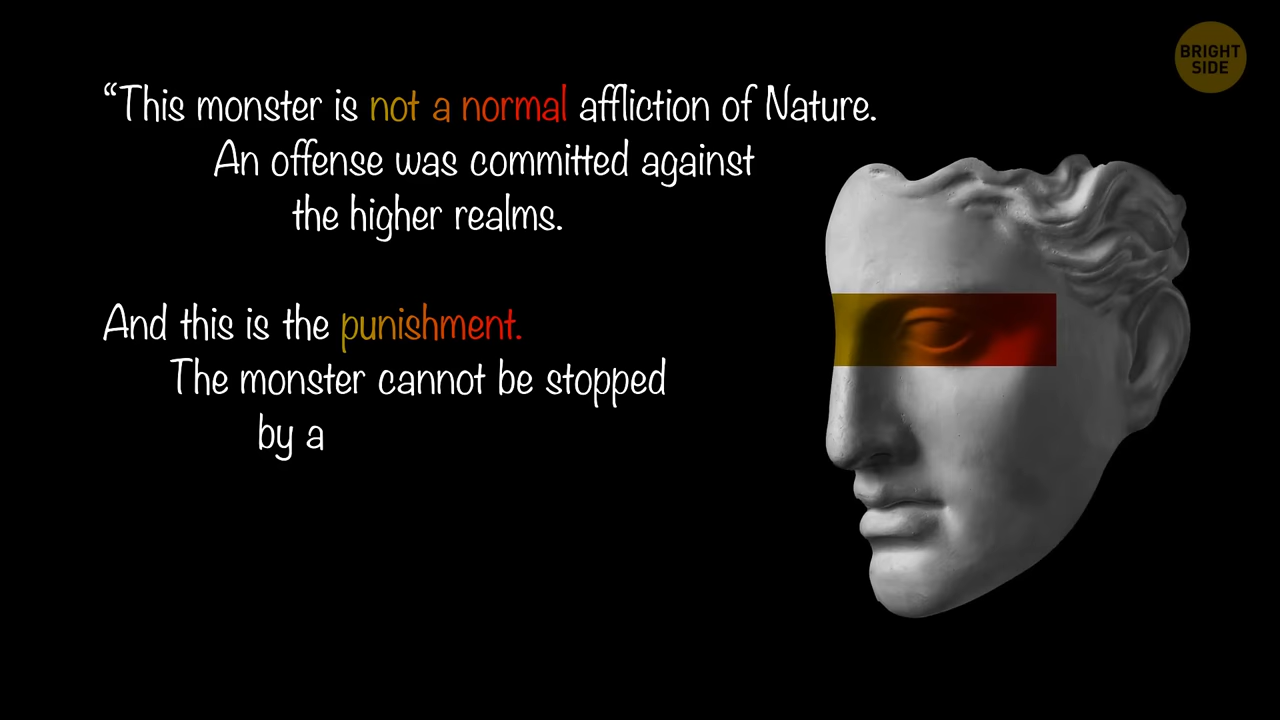 BRIGHT
SIDE
“This monster is not a normal affliction of Nature.
An offense was committed against
the higher realms.
And this is the punishment.
The monster cannot be stopped
by a